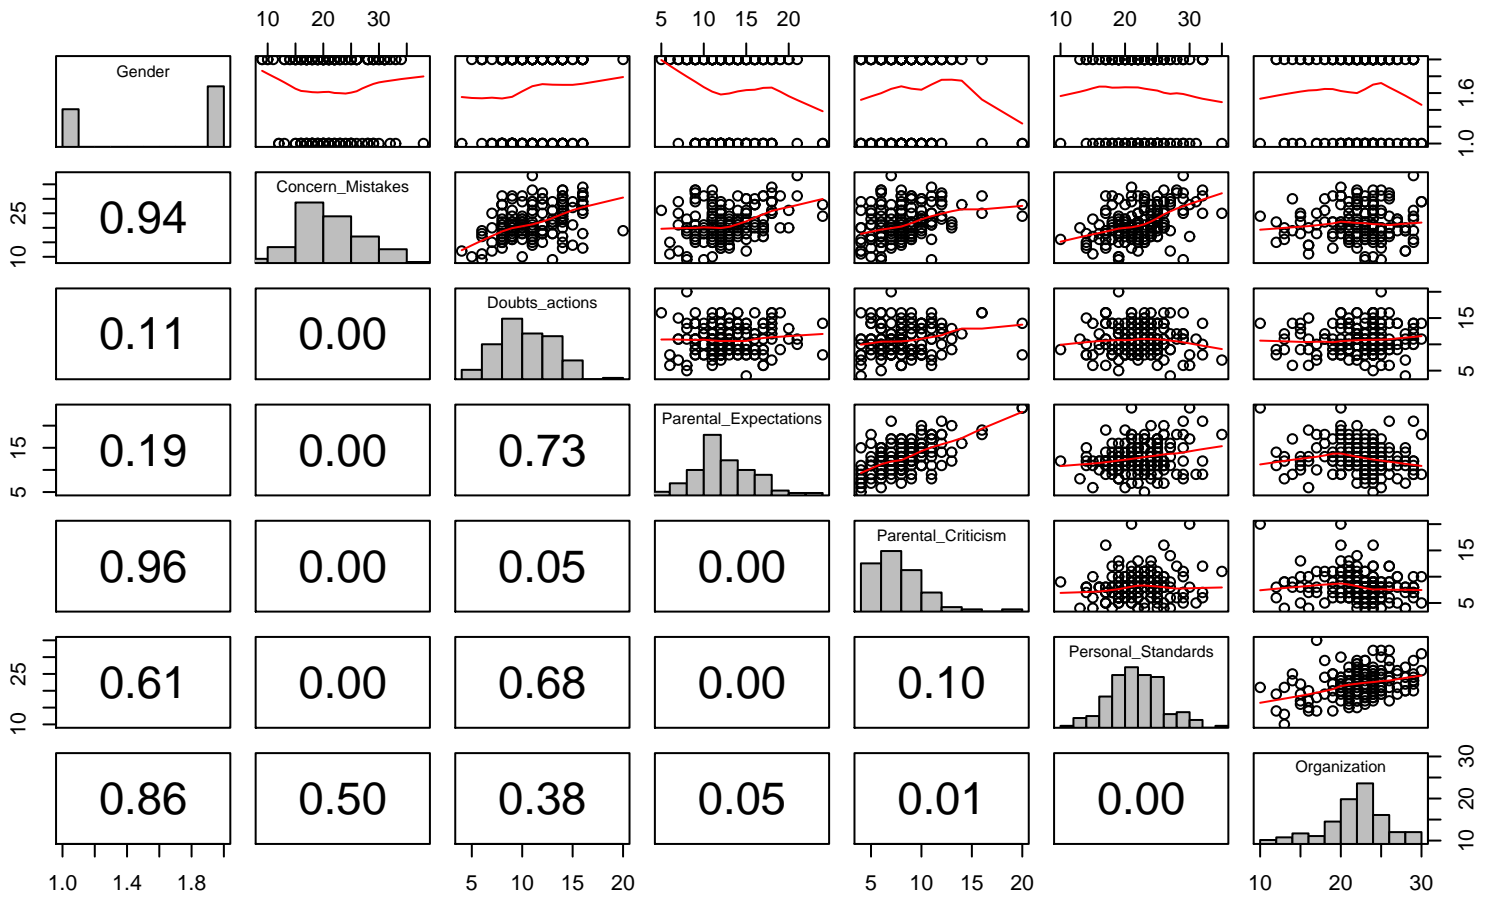 10 20 30 5 10 15 20 10 20 30
Gender
1.0 1.6
0.94 Concern_Mistakes
10 25
0.11 0.00 Doubts_actions
5 15
0.19 0.00 0.73 Parental_Expectations
5 15
0.96 0.00 0.05 0.00 Parental_Criticism
5 15
0.61 0.00 0.68 0.00 0.10 Personal_Standards
10 25
0.86 0.50 0.38 0.05 0.01 0.00 Organization
10 20 30
1.0 1.4 1.8 5 10 15 20 5 10 15 20 10 20 30